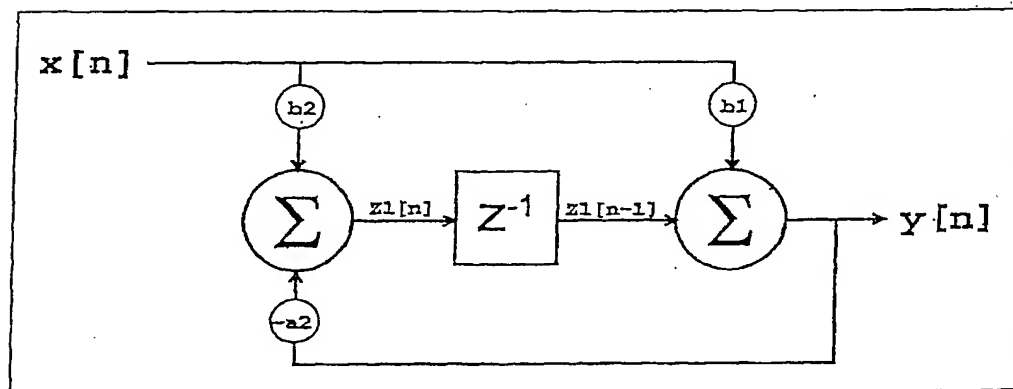 x[n]
b2
b1
Σ
z1[n]
Z-1
z1[n-1]
Σ
y[n]
-a2